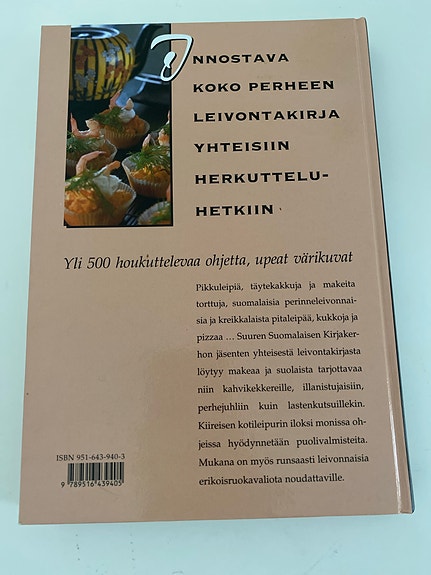 INNOSTAVA
KOKO PERHEEN
LEIVONTAKIRJA
YHTEISIIN
HERKUTTELU-
HETKIIN
Yli 500 houkuttelevaa ohjetta, upeat värikuvat
Pikkuleipiä, täytekakkuja ja makeita
torttuja, suomalaisia perinneleivonnai-
sia ja kreikkalaista pitaleipää, kukkoja ja
pizzaa ... Suuren Suomalaisen Kirjaker-
hon jäsenten yhteisestä leivontakirjasta
löytyy makeaa ja suolaista tarjottavaa
niin kahvikekkereille, illanistujaisiin,
perhejuhliin kuin lastenkutsuillekin.
Kiireisen kotileipurin iloksi monissa oh-
jeissa hyödynnetään puolivalmisteita.
Mukana on myös runsaasti leivonnaisia
erikoisruokavaliota noudattaville.
ISBN 951-643-940-3
9 789516 439405